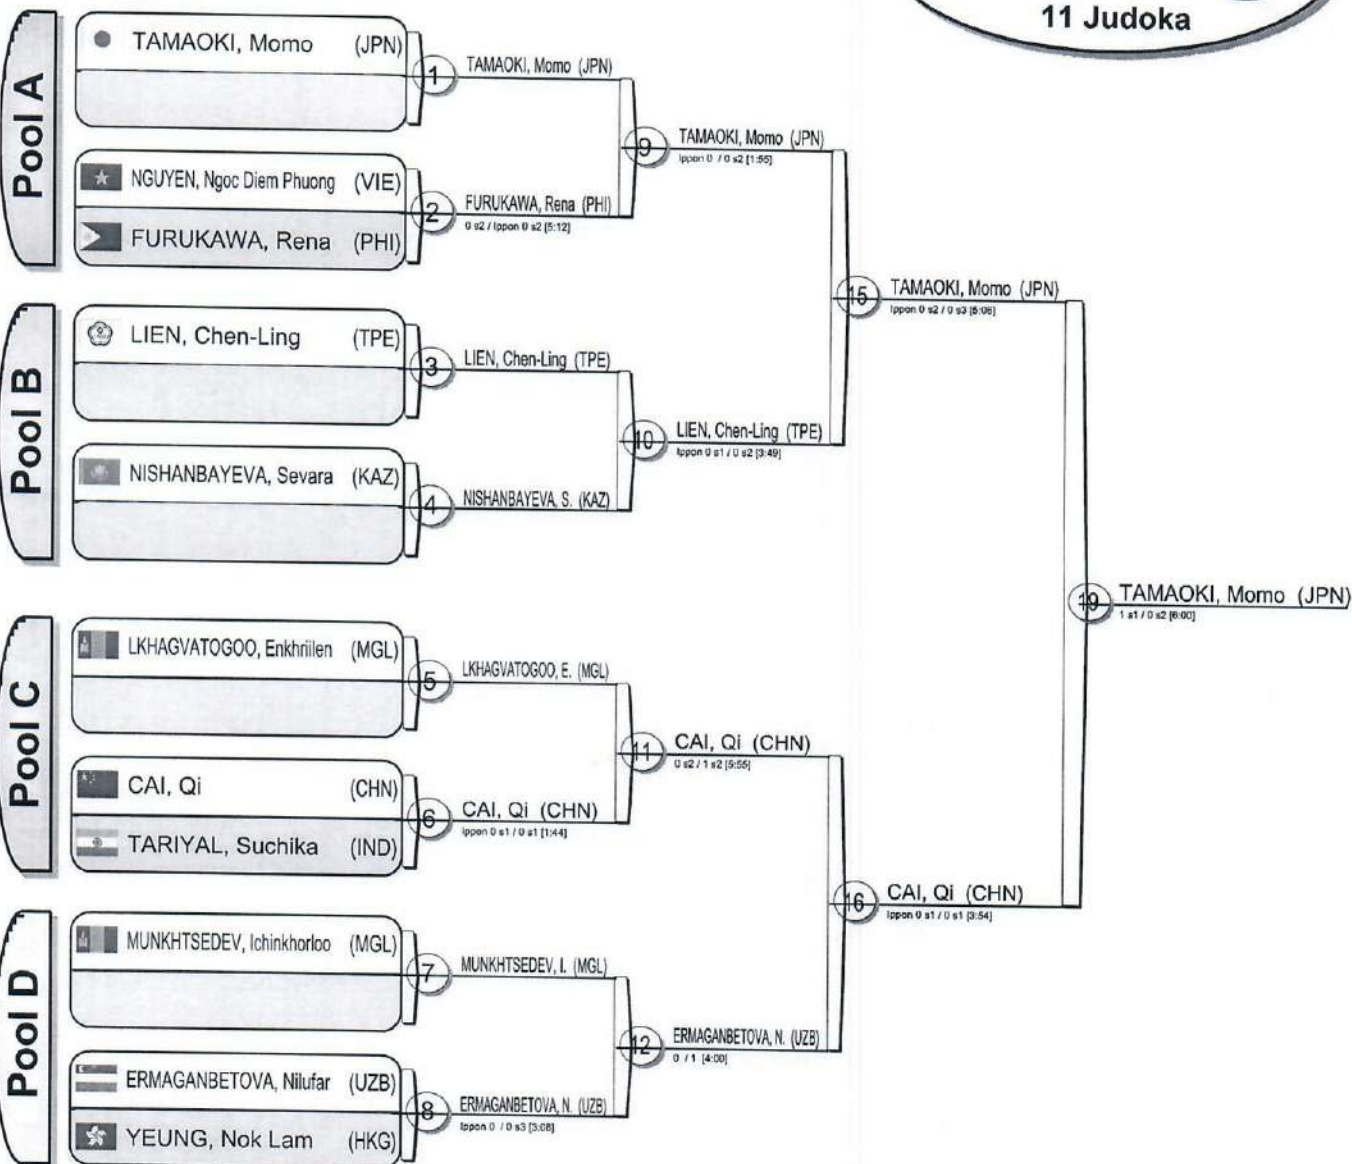 11 Judoka
Pool A
TAMAOKI, Momo (JPN)
NGUYEN, Ngoc Diem Phuong (VIE)
FURUKAWA, Rena (PHI)
1
TAMAOKI, Momo (JPN)
2
FURUKAWA, Rena (PHI)
0 s2 / Ippon 0 s2 [5:12]
9
TAMAOKI, Momo (JPN)
Ippon 0 / 0 s2 [1:55]
Pool B
LIEN, Chen-Ling (TPE)
NISHANBAYEVA, Sevara (KAZ)
3
LIEN, Chen-Ling (TPE)
4
NISHANBAYEVA, S. (KAZ)
10
LIEN, Chen-Ling (TPE)
Ippon 0 s1 / 0 s2 [3:49]
15
TAMAOKI, Momo (JPN)
Ippon 0 s2 / 0 s3 [5:06]
Pool C
LKHAGVATOGOO, Enkhriilen (MGL)
CAI, Qi (CHN)
TARIYAL, Suchika (IND)
5
LKHAGVATOGOO, E. (MGL)
6
CAI, Qi (CHN)
Ippon 0 s1 / 0 s1 [1:44]
11
CAI, Qi (CHN)
0 s2 / 1 s2 [5:55]
Pool D
MUNKHTSEDEV, Ichinkhorloo (MGL)
ERMAGANBETOVA, Nilufar (UZB)
YEUNG, Nok Lam (HKG)
7
MUNKHTSEDEV, I. (MGL)
8
ERMAGANBETOVA, N. (UZB)
Ippon 0 / 0 s3 [3:08]
12
ERMAGANBETOVA, N. (UZB)
0 / 1 [4:00]
16
CAI, Qi (CHN)
Ippon 0 s1 / 0 s1 [3:54]
19
TAMAOKI, Momo (JPN)
1 s1 / 0 s2 [6:00]